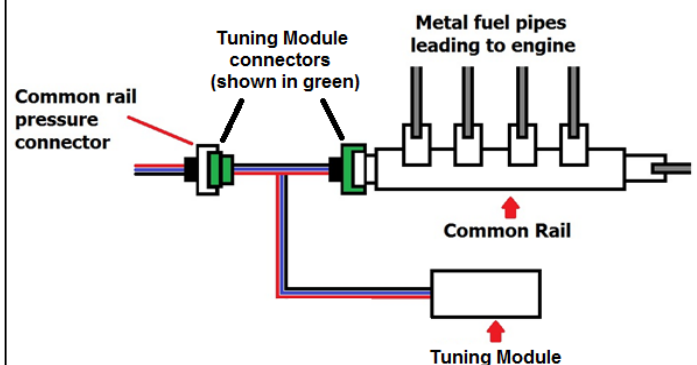 Metal fuel pipes
leading to engine
Tuning Module
connectors
(shown in green)
Common rail
pressure
connector
Common Rail
Tuning Module